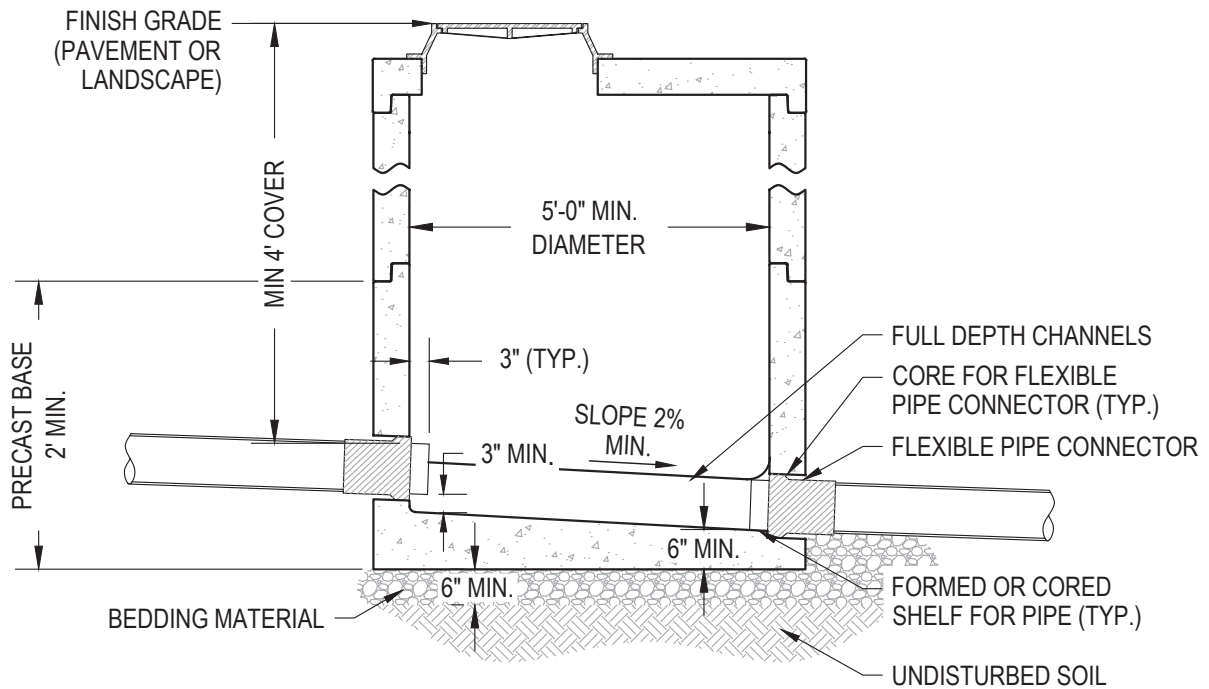 FINISH GRADE
(PAVEMENT OR
LANDSCAPE)
MIN 4' COVER
5'-0" MIN.
DIAMETER
PRECAST BASE
2' MIN.
3" (TYP.)
SLOPE 2%
MIN.
3" MIN.
FULL DEPTH CHANNELS
CORE FOR FLEXIBLE
PIPE CONNECTOR (TYP.)
FLEXIBLE PIPE CONNECTOR
6" MIN.
6" MIN.
BEDDING MATERIAL
FORMED OR CORED
SHELF FOR PIPE (TYP.)
UNDISTURBED SOIL